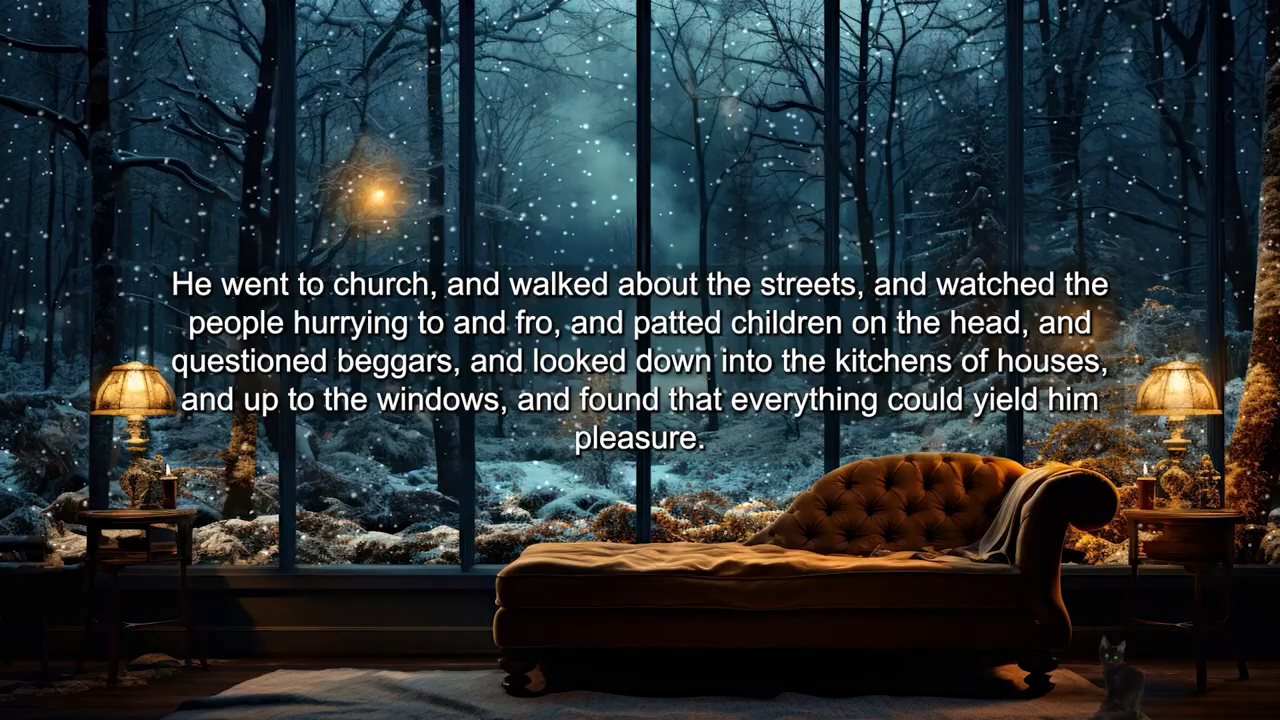 He went to church, and walked about the streets, and watched the
people hurrying to and fro, and patted children on the head, and
questioned beggars, and looked down into the kitchens of houses,
and up to the windows, and found that everything could yield him
pleasure.